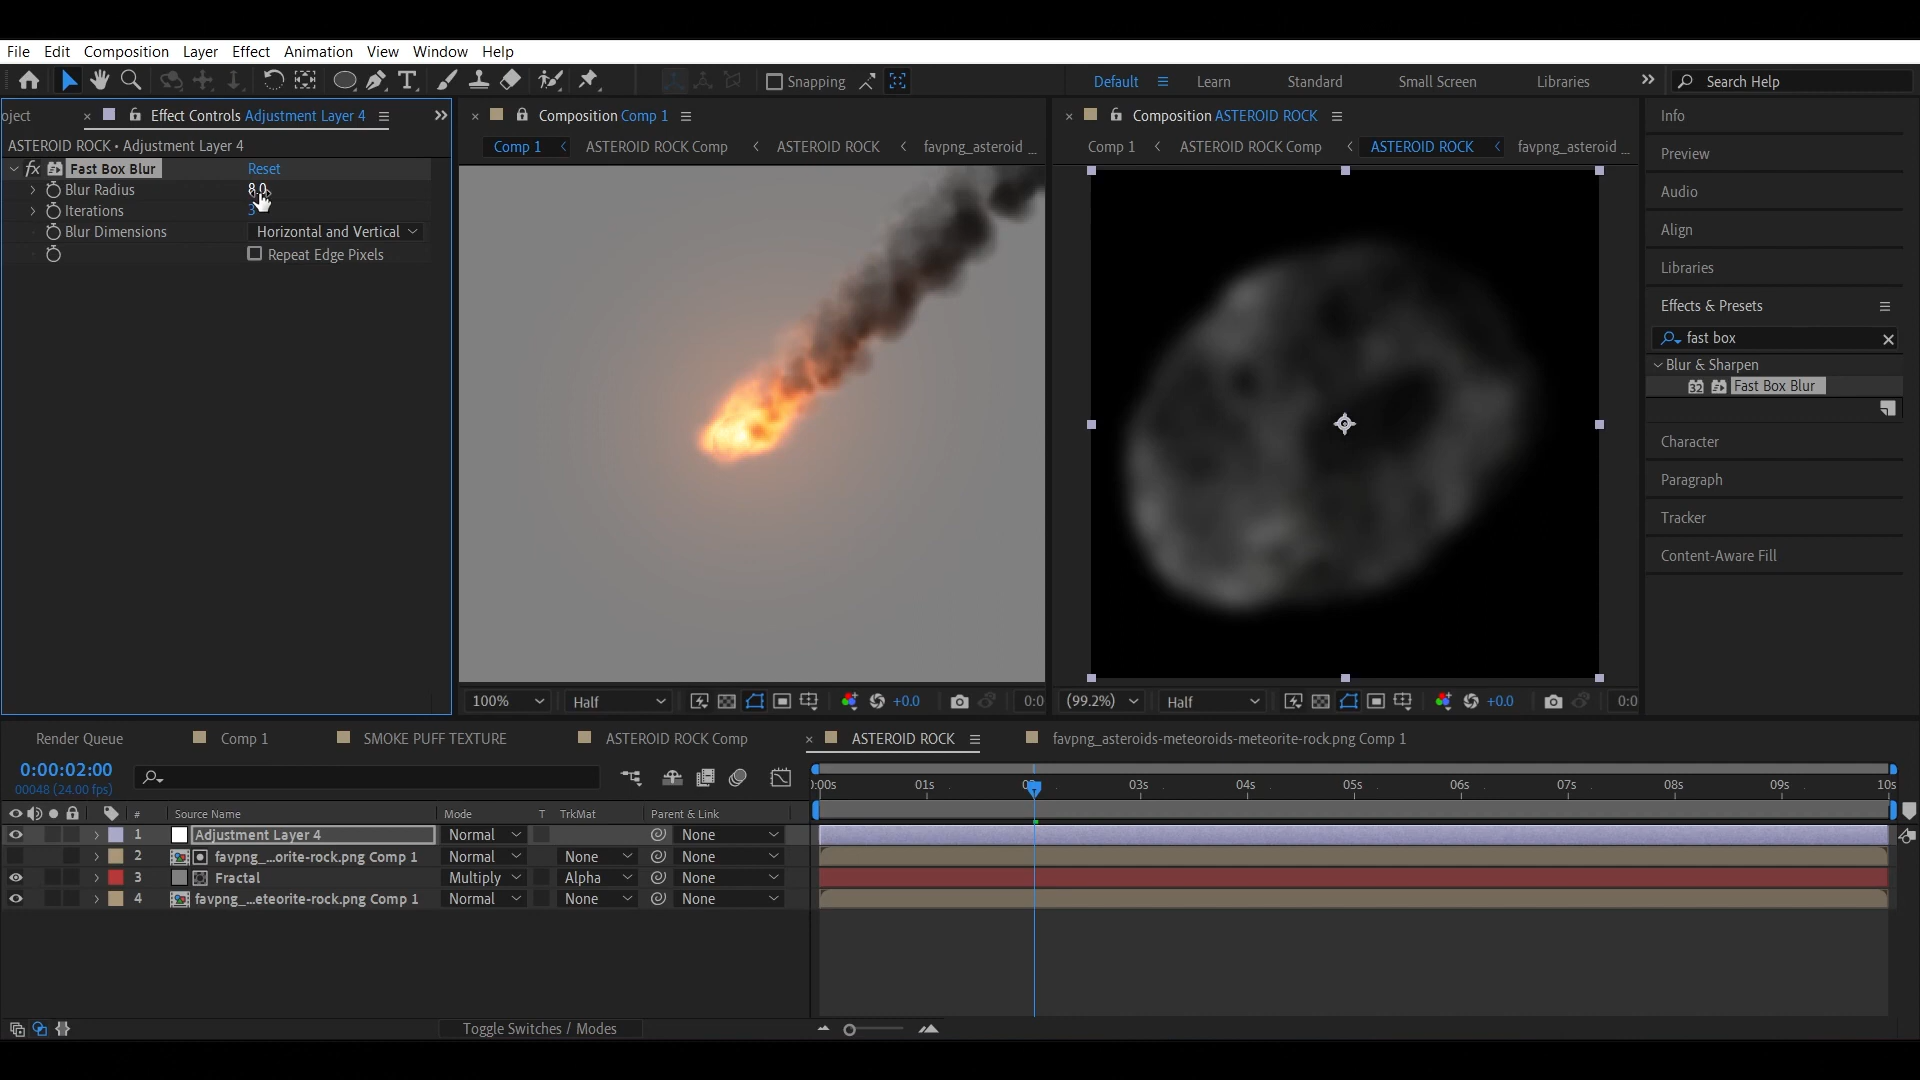 File Edit Composition Layer Effect Animation View Window Help
Snapping Default Learn Standard Small Screen Libraries Search Help
oject Effect Controls Adjustment Layer 4
ASTEROID ROCK • Adjustment Layer 4
fx Fast Box Blur Reset
Blur Radius 8.0
Iterations 3
Blur Dimensions Horizontal and Vertical
Repeat Edge Pixels
Composition Comp 1
Comp 1 ASTEROID ROCK Comp ASTEROID ROCK favpng_asteroid ...
100% Half +0.0 0:0
Composition ASTEROID ROCK
Comp 1 ASTEROID ROCK Comp ASTEROID ROCK favpng_asteroid ...
(99.2%) Half +0.0 0:0
Info
Preview
Audio
Align
Libraries
Effects & Presets
fast box
Blur & Sharpen
32 Fast Box Blur
Character
Paragraph
Tracker
Content-Aware Fill
Render Queue Comp 1 SMOKE PUFF TEXTURE ASTEROID ROCK Comp ASTEROID ROCK favpng_asteroids-meteoroids-meteorite-rock.png Comp 1
0:00:02:00
00048 (24.00 fps)
:00s 01s 03s 04s 05s 06s 07s 08s 09s 10s
# Source Name Mode T TrkMat Parent & Link
1 Adjustment Layer 4 Normal None
2 favpng_...orite-rock.png Comp 1 Normal None None
3 Fractal Multiply Alpha None
4 favpng_...eteorite-rock.png Comp 1 Normal None None
Toggle Switches / Modes